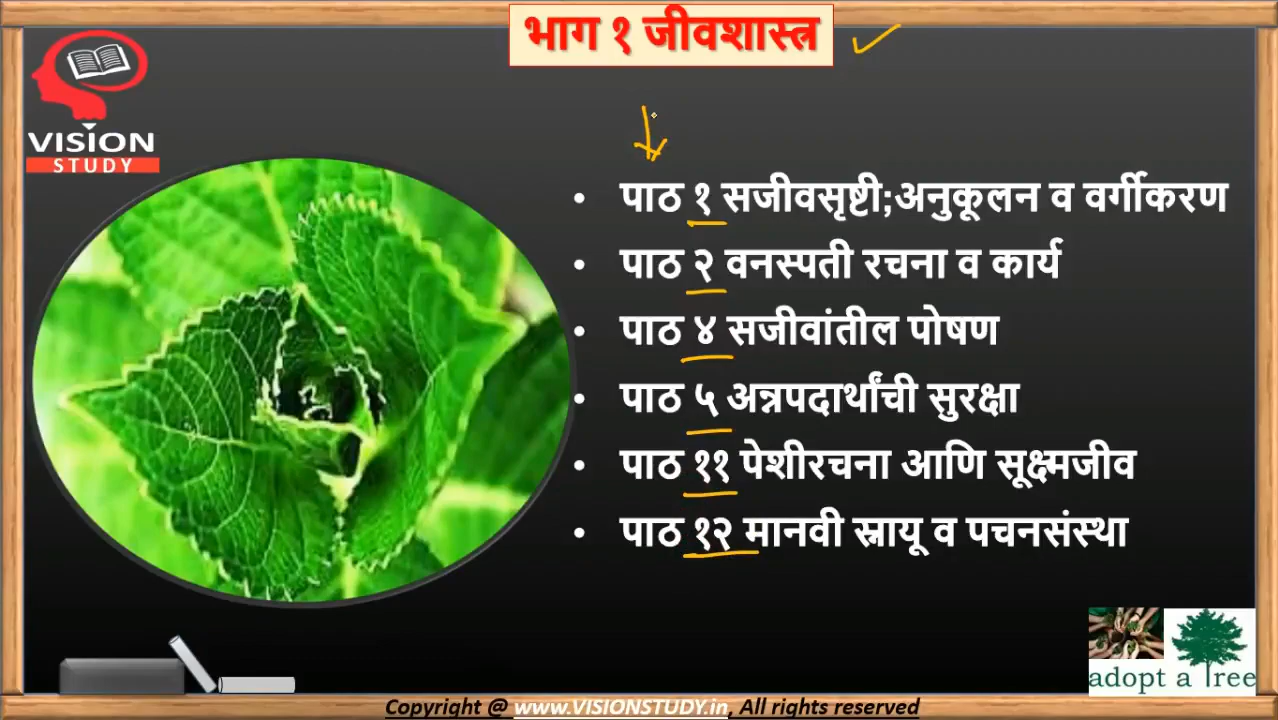 भाग १ जीवशास्त्र
VISION
STUDY
• पाठ १ सजीवसृष्टी;अनुकूलन व वर्गीकरण
• पाठ २ वनस्पती रचना व कार्य
• पाठ ४ सजीवांतील पोषण
• पाठ ५ अन्नपदार्थांची सुरक्षा
• पाठ ११ पेशीरचना आणि सूक्ष्मजीव
• पाठ १२ मानवी स्नायू व पचनसंस्था
adopt a Tree
Copyright @ www.VISIONSTUDY.in, All rights reserved